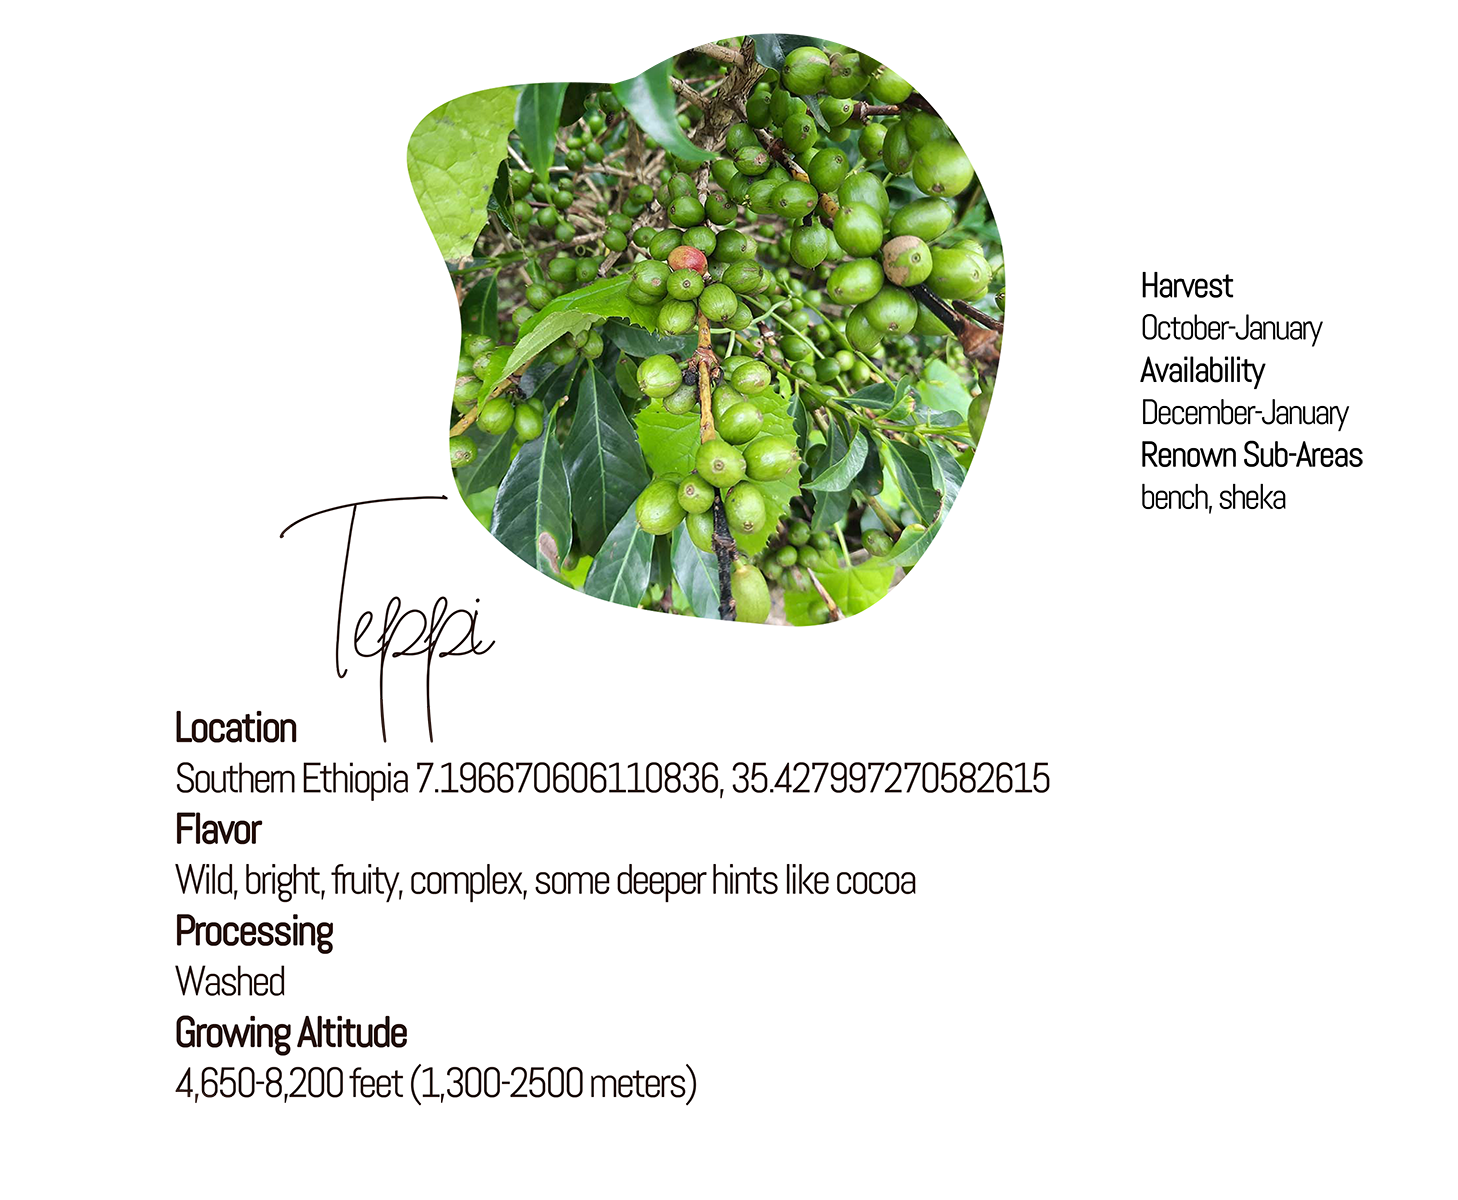 Teppi
Location
Southern Ethiopia 7.196670606110836, 35.427997270582615
Flavor
Wild, bright, fruity, complex, some deeper hints like cocoa
Processing
Washed
Growing Altitude
4,650-8,200 feet (1,300-2500 meters)
Harvest
October-January
Availability
December-January
Renown Sub-Areas
bench, sheka